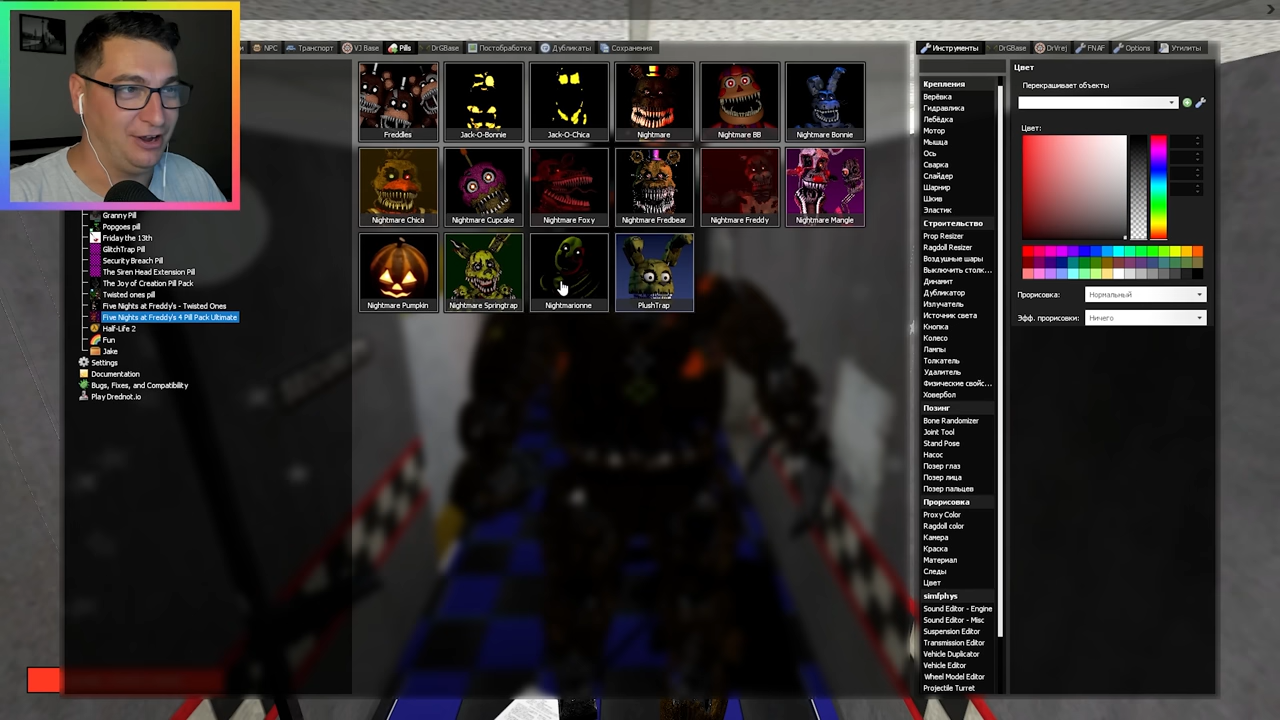 NPC
Транспорт
VJ Base
Pills
DrGBase
Постобработка
Дубликаты
Сохранения
Инструменты
DrGBase
DrVrej
FNAF
Options
Утилиты
Freddles
Jack-O-Bonnie
Jack-O-Chica
Nightmare
Nightmare BB
Nightmare Bonnie
Nightmare Chica
Nightmare Cupcake
Nightmare Foxy
Nightmare Fredbear
Nightmare Freddy
Nightmare Mangle
Nightmare Pumpkin
Nightmare Springtrap
Nightmarionne
PlushTrap
Granny Pill
Popgoes pill
Friday the 13th
GlitchTrap Pill
Security Breach Pill
The Siren Head Extension Pill
The Joy of Creation Pill Pack
Twisted ones pill
Five Nights at Freddy's - Twisted Ones
Five Nights at Freddy's 4 Pill Pack Ultimate
Half-Life 2
Fun
Jake
Settings
Documentation
Bugs, Fixes, and Compatibility
Play Drednot.io
Крепления
Верёвка
Гидравлика
Лебёдка
Мотор
Мышца
Ось
Сварка
Слайдер
Шарнир
Шкив
Эластик
Строительство
Prop Resizer
Ragdoll Resizer
Воздушные шары
Выключить столк...
Динамит
Дубликатор
Излучатель
Источник света
Кнопка
Колесо
Лампы
Толкатель
Удалитель
Физические свойс...
Ховербол
Позинг
Bone Randomizer
Joint Tool
Stand Pose
Насос
Позер глаз
Позер лица
Позер пальцев
Прорисовка
Proxy Color
Ragdoll color
Камера
Краска
Материал
Следы
Цвет
simfphys
Sound Editor - Engine
Sound Editor - Misc
Suspension Editor
Transmission Editor
Vehicle Duplicator
Vehicle Editor
Wheel Model Editor
Projectile Turret
Цвет
Перекрашивает объекты
Цвет:
Прорисовка:
Нормальный
Эфф. прорисовки:
Ничего